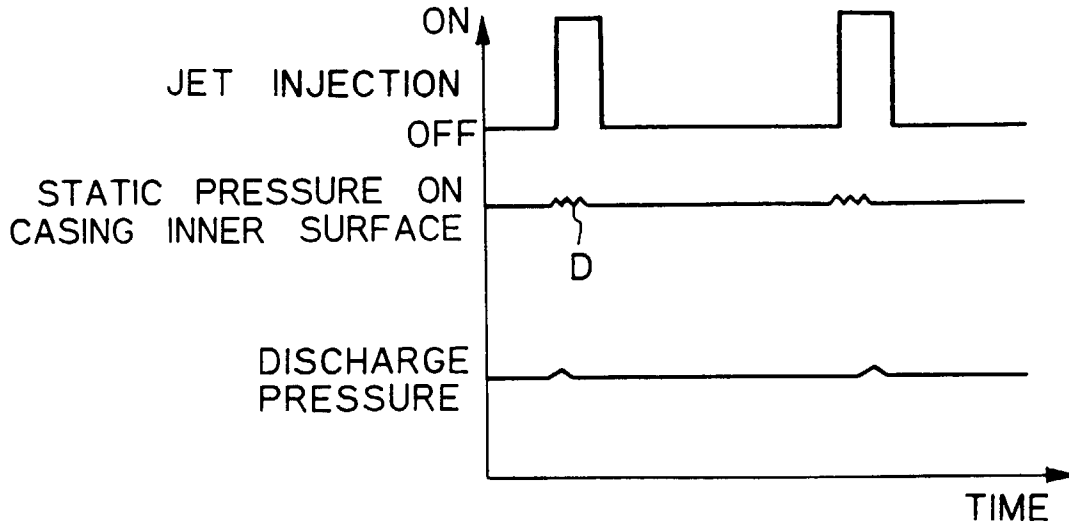 ON
JET INJECTION
OFF
STATIC PRESSURE ON
CASING INNER SURFACE
D
DISCHARGE
PRESSURE
TIME